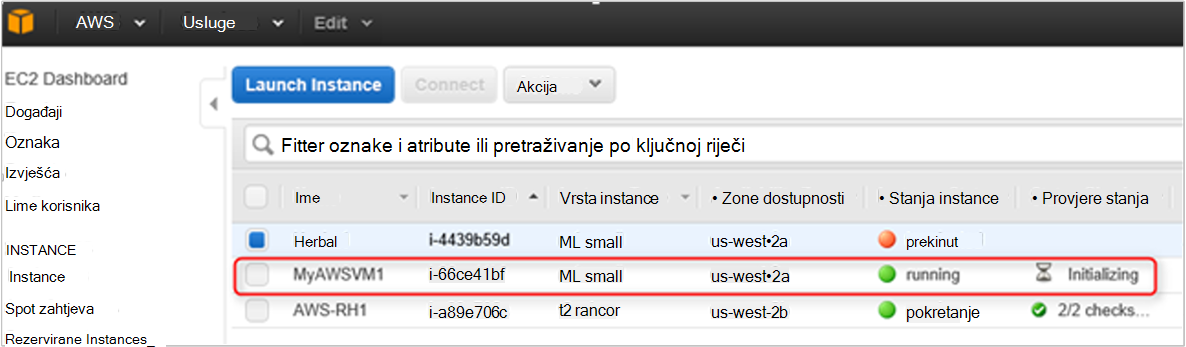 AWS Usluge Edit
EC2 Dashboard
Događaji
Oznaka
Izvješća
Lime korisnika
INSTANCE
Instance
Spot zahtjeva
Rezervirane Instances_
Launch Instance Connect Akcija
Fitter oznake i atribute ili pretraživanje po ključnoj riječi
Ime Instance ID Vrsta instance • Zone dostupnosti • Stanja instance • Provjere stanja
Herbal i-4439b59d ML small us-west•2a prekinut
MyAWSVM1 i-66ce41bf ML small us-west•2a running Initializing
AWS-RH1 i-a89e706c t2 rancor us-west-2b pokretanje 2/2 checks...